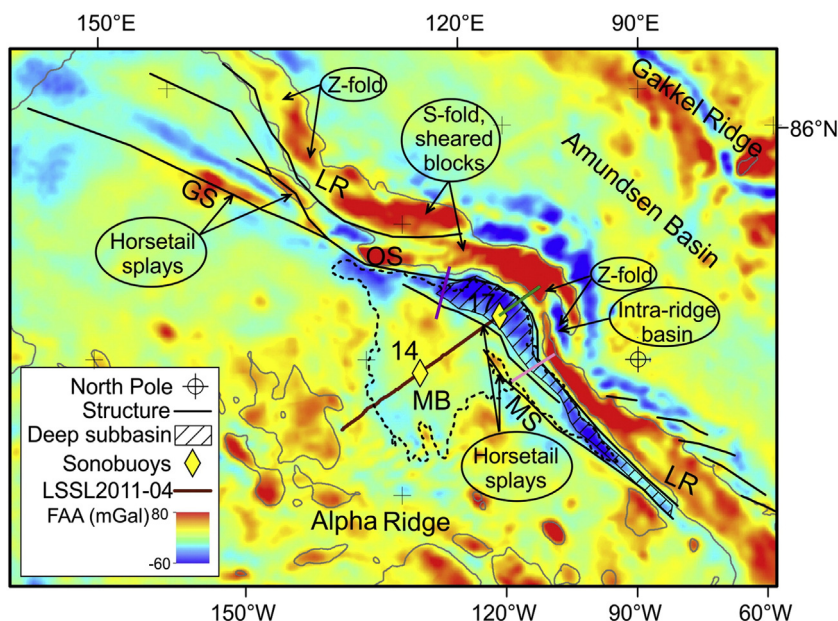 150°E
120°E
90°E
Gakkel Ridge
86°N
Z-fold
S-fold,
sheared
blocks
Amundsen Basin
LR
GS
Horsetail
splays
OS
Z-fold
Intra-ridge
basin
14
MB
MS
Horsetail
splays
LR
Alpha Ridge
North Pole
Structure
Deep subbasin
Sonobuoys
LSSL2011-04
FAA (mGal) 80
-60
150°W
120°W
90°W
60°W